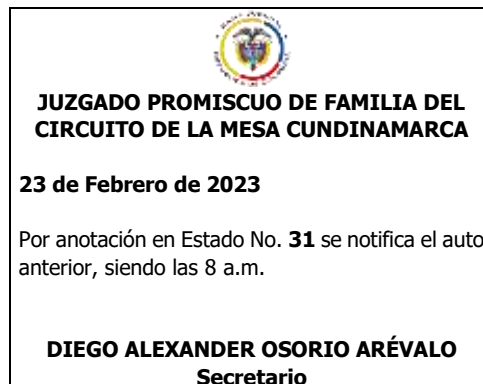 JUZGADO PROMISCUO DE FAMILIA DEL
CIRCUITO DE LA MESA CUNDINAMARCA
23 de Febrero de 2023
Por anotación en Estado No. 31 se notifica el auto
anterior, siendo las 8 a.m.
DIEGO ALEXANDER OSORIO ARÉVALO
Secretario